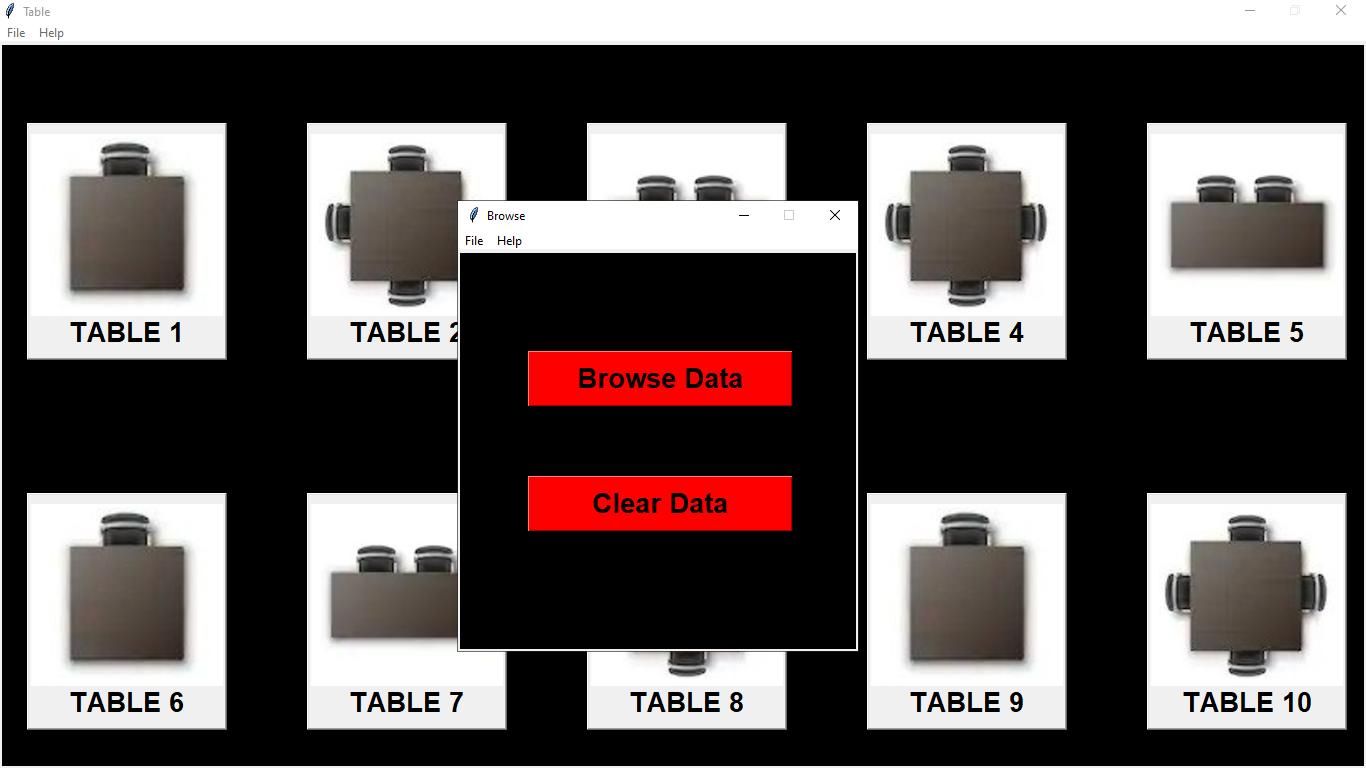 Table
File Help
TABLE 1
TABLE 2
TABLE 4
TABLE 5
Browse
File Help
Browse Data
Clear Data
TABLE 6
TABLE 7
TABLE 8
TABLE 9
TABLE 10